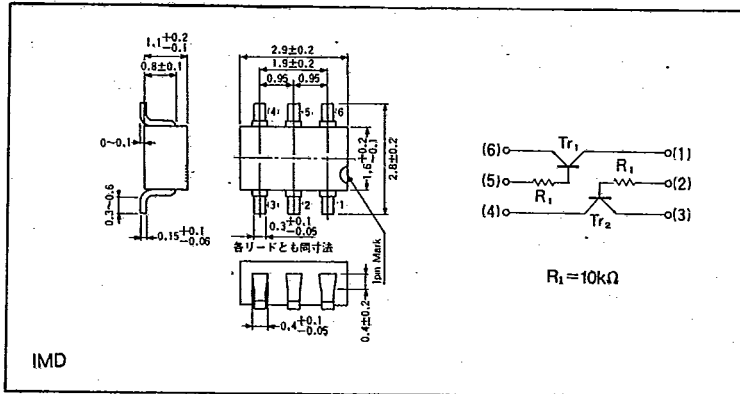 1.1+0.2 −0.1
0.8±0.1
0~0.1
0.3~0.6
0.15+0.1 −0.06
2.9±0.2
1.9±0.2
0.95 0.95
(4) (5) (6)
1.6+0.2 −0.1
2.8±0.2
(3) (2) (1)
0.3+0.1 −0.05
各リードとも同寸法
1pin Mark
0.4+0.1 −0.05
0.4±0.2
IMD
(6) Tr1 (1)
(5) R1 R1 (2)
(4) Tr2 (3)
R1=10kΩ